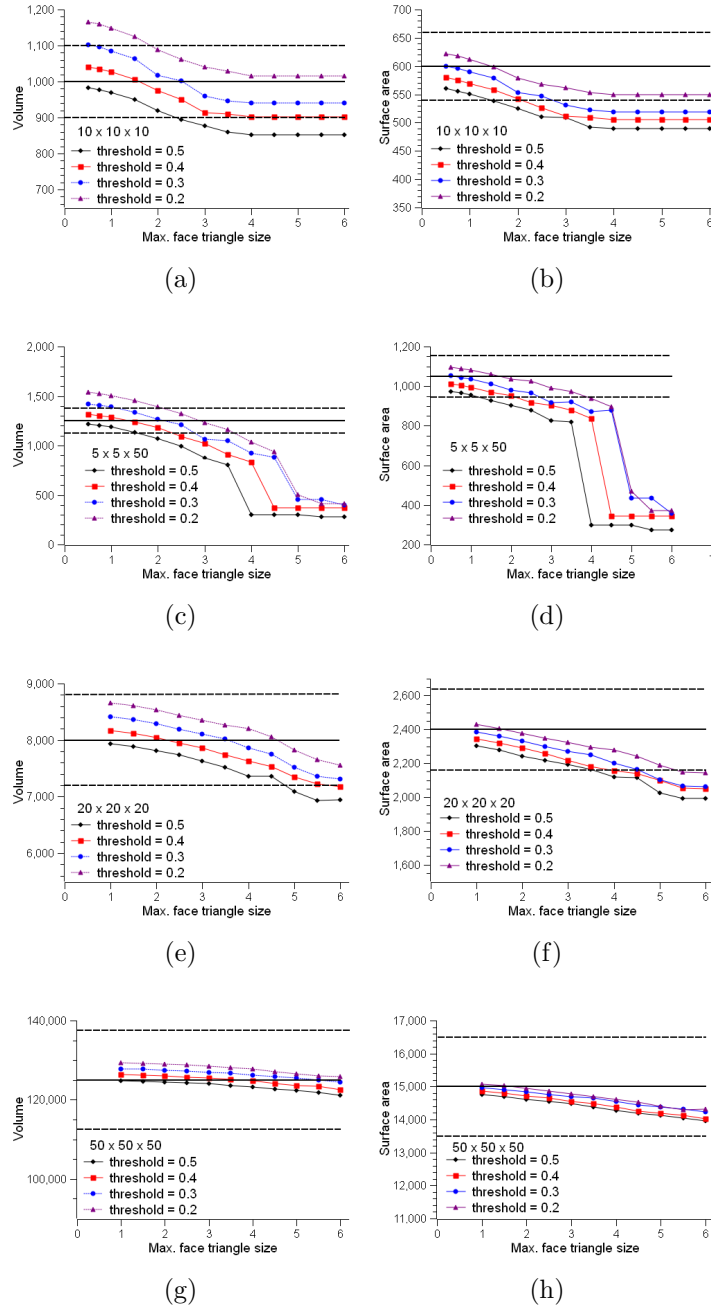 1,200
1,100
1,000
900
800
700
Volume
10 x 10 x 10
threshold = 0.5
threshold = 0.4
threshold = 0.3
threshold = 0.2
0 1 2 3 4 5 6
Max. face triangle size
(a)
700
650
600
550
500
450
400
350
Surface area
10 x 10 x 10
threshold = 0.5
threshold = 0.4
threshold = 0.3
threshold = 0.2
0 1 2 3 4 5 6
Max. face triangle size
(b)
2,000
1,500
1,000
500
0
Volume
5 x 5 x 50
threshold = 0.5
threshold = 0.4
threshold = 0.3
threshold = 0.2
0 1 2 3 4 5 6
Max. face triangle size
(c)
1,200
1,000
800
600
400
200
Surface area
5 x 5 x 50
threshold = 0.5
threshold = 0.4
threshold = 0.3
threshold = 0.2
0 1 2 3 4 5 6 7
Max. face triangle size
(d)
9,000
8,000
7,000
6,000
Volume
20 x 20 x 20
threshold = 0.5
threshold = 0.4
threshold = 0.3
threshold = 0.2
0 1 2 3 4 5 6
Max. face triangle size
(e)
2,600
2,400
2,200
2,000
1,800
1,600
Surface area
20 x 20 x 20
threshold = 0.5
threshold = 0.4
threshold = 0.3
threshold = 0.2
0 1 2 3 4 5 6
Max. face triangle size
(f)
140,000
120,000
100,000
Volume
50 x 50 x 50
threshold = 0.5
threshold = 0.4
threshold = 0.3
threshold = 0.2
0 1 2 3 4 5 6
Max. face triangle size
(g)
17,000
16,000
15,000
14,000
13,000
12,000
11,000
Surface area
50 x 50 x 50
threshold = 0.5
threshold = 0.4
threshold = 0.3
threshold = 0.2
0 1 2 3 4 5 6
Max. face triangle size
(h)